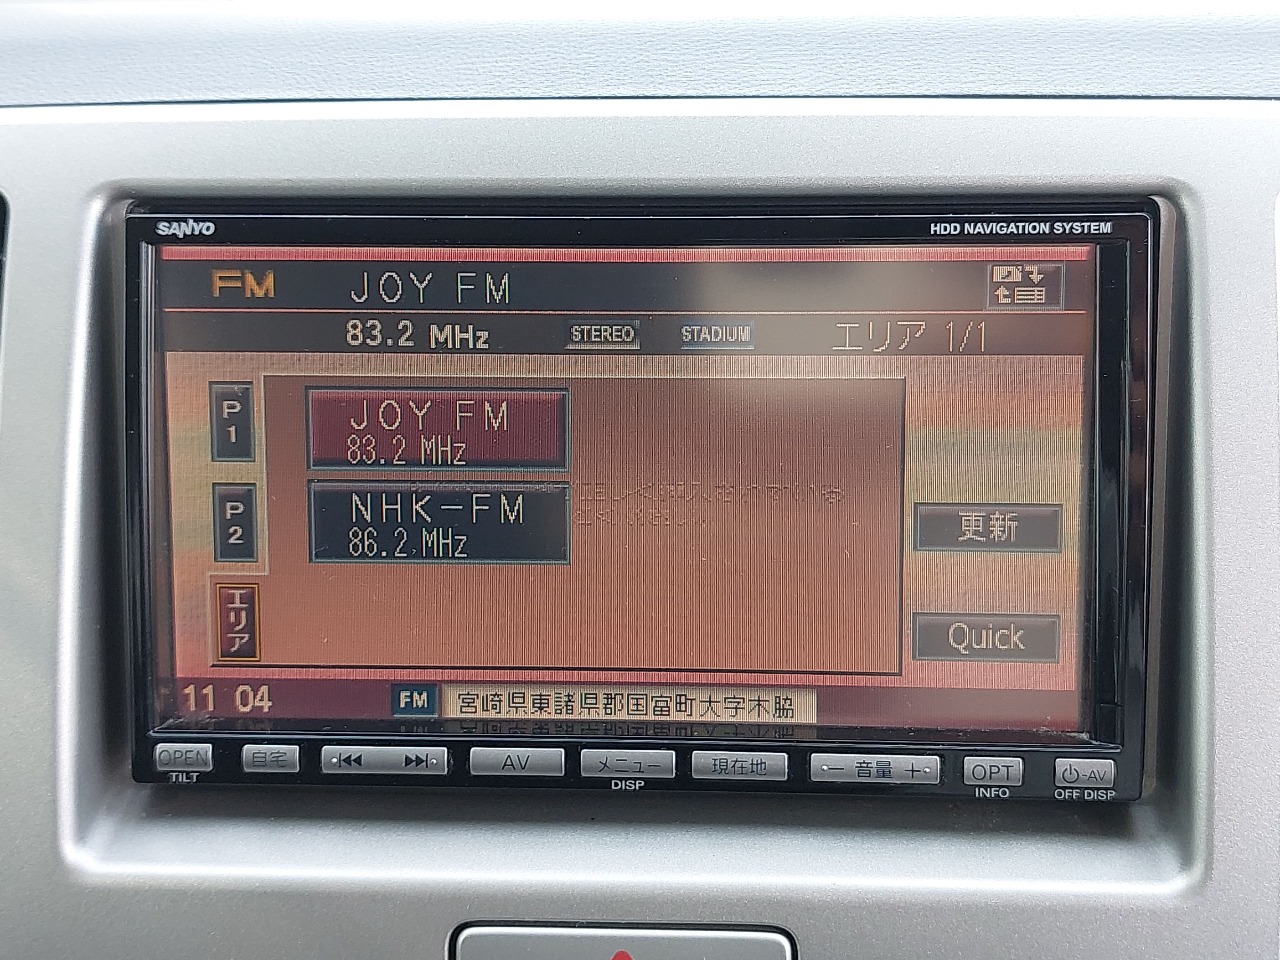 SANYO
HDD NAVIGATION SYSTEM
FM JOY FM
83.2 MHz STEREO STADIUM エリア 1/1
P1
JOY FM
83.2 MHz
P2
NHK-FM
86.2 MHz
更新
エリア
Quick
11 04 FM 宮崎県東諸県郡国富町大字木脇
OPEN 自宅 AV メニュー 現在地 − 音量 + OPT -AV
TILT DISP INFO OFF DISP